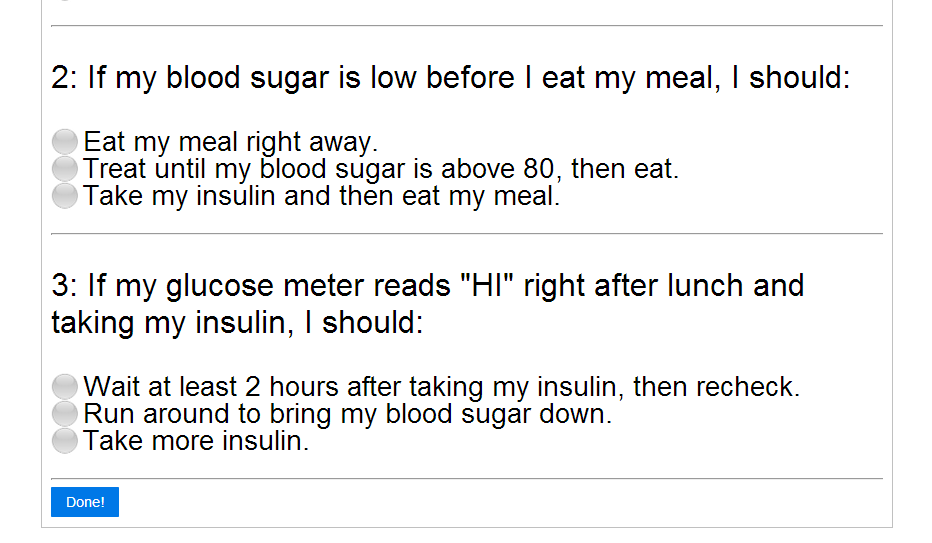 2: If my blood sugar is low before I eat my meal, I should:
Eat my meal right away.
Treat until my blood sugar is above 80, then eat.
Take my insulin and then eat my meal.
3: If my glucose meter reads "HI" right after lunch and
taking my insulin, I should:
Wait at least 2 hours after taking my insulin, then recheck.
Run around to bring my blood sugar down.
Take more insulin.
Done!